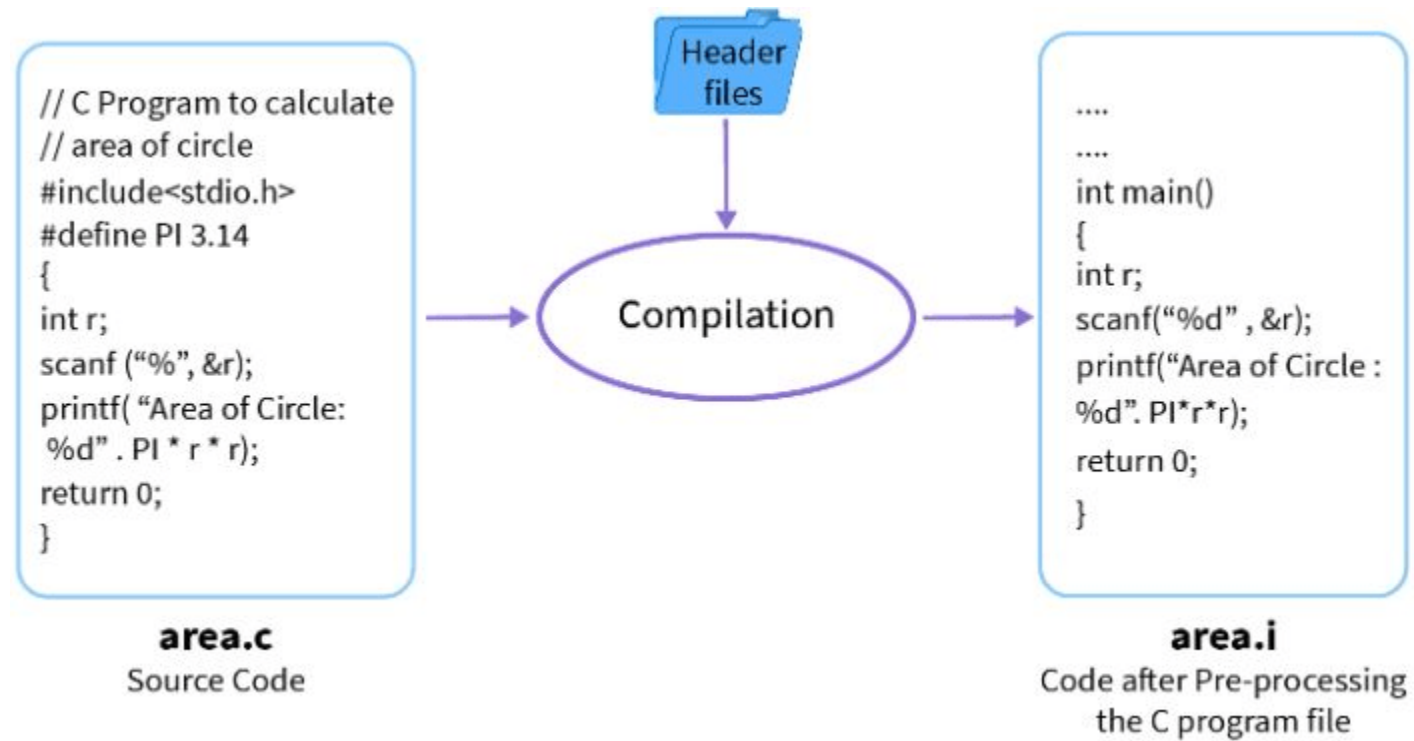 // C Program to calculate
// area of circle
#include<stdio.h>
#define PI 3.14
{
int r;
scanf (“%”, &r);
printf( “Area of Circle:
%d” . PI * r * r);
return 0;
}
area.c
Source Code
Header
files
Compilation
....
....
int main()
{
int r;
scanf(“%d” , &r);
printf(“Area of Circle :
%d”. PI*r*r);
return 0;
}
area.i
Code after Pre-processing
the C program file